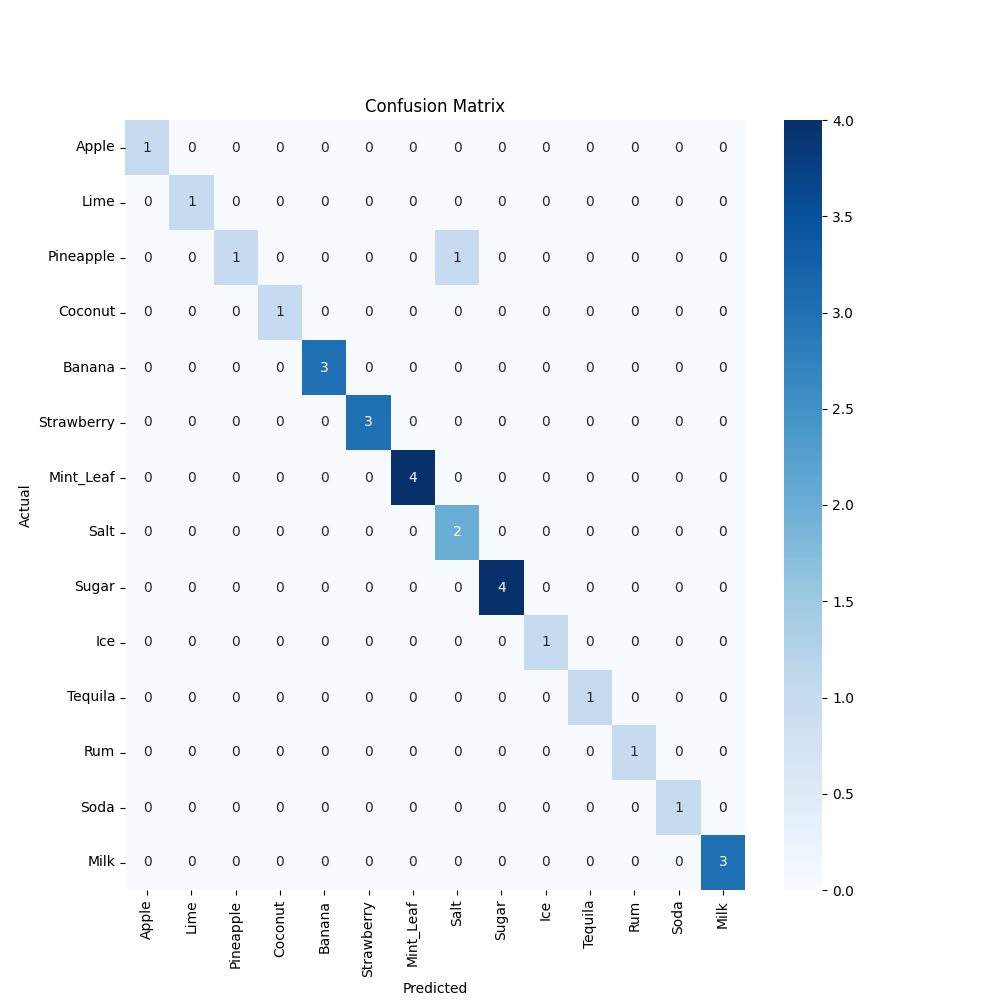 Confusion Matrix
Apple 1 0 0 0 0 0 0 0 0 0 0 0 0 0
Lime 0 1 0 0 0 0 0 0 0 0 0 0 0 0
Pineapple 0 0 1 0 0 0 0 1 0 0 0 0 0 0
Coconut 0 0 0 1 0 0 0 0 0 0 0 0 0 0
Banana 0 0 0 0 3 0 0 0 0 0 0 0 0 0
Strawberry 0 0 0 0 0 3 0 0 0 0 0 0 0 0
Mint_Leaf 0 0 0 0 0 0 4 0 0 0 0 0 0 0
Salt 0 0 0 0 0 0 0 2 0 0 0 0 0 0
Sugar 0 0 0 0 0 0 0 0 4 0 0 0 0 0
Ice 0 0 0 0 0 0 0 0 0 1 0 0 0 0
Tequila 0 0 0 0 0 0 0 0 0 0 1 0 0 0
Rum 0 0 0 0 0 0 0 0 0 0 0 1 0 0
Soda 0 0 0 0 0 0 0 0 0 0 0 0 1 0
Milk 0 0 0 0 0 0 0 0 0 0 0 0 0 3
Actual
Apple Lime Pineapple Coconut Banana Strawberry Mint_Leaf Salt Sugar Ice Tequila Rum Soda Milk
Predicted
4.0
3.5
3.0
2.5
2.0
1.5
1.0
0.5
0.0